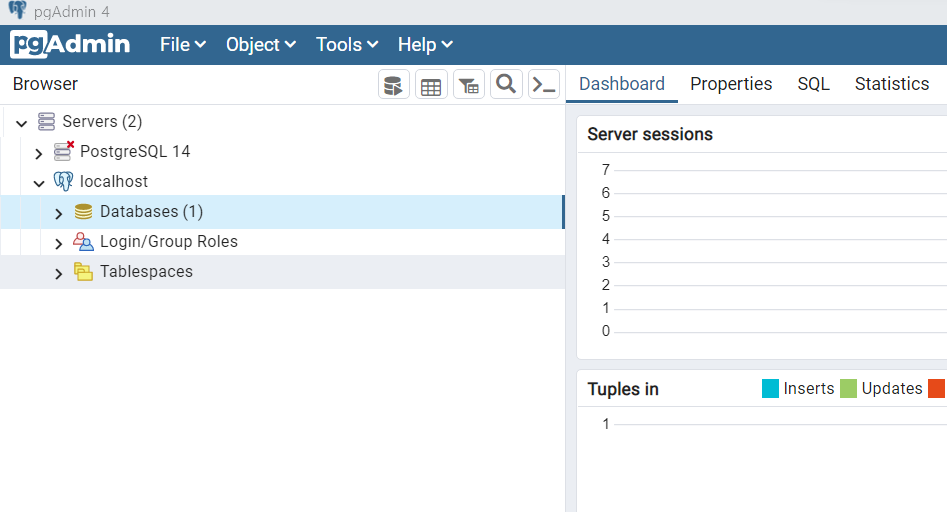 pgAdmin 4
pgAdmin File Object Tools Help
Browser
Dashboard Properties SQL Statistics
Servers (2)
PostgreSQL 14
localhost
Databases (1)
Login/Group Roles
Tablespaces
Server sessions
7
6
5
4
3
2
1
0
Tuples in Inserts Updates
1